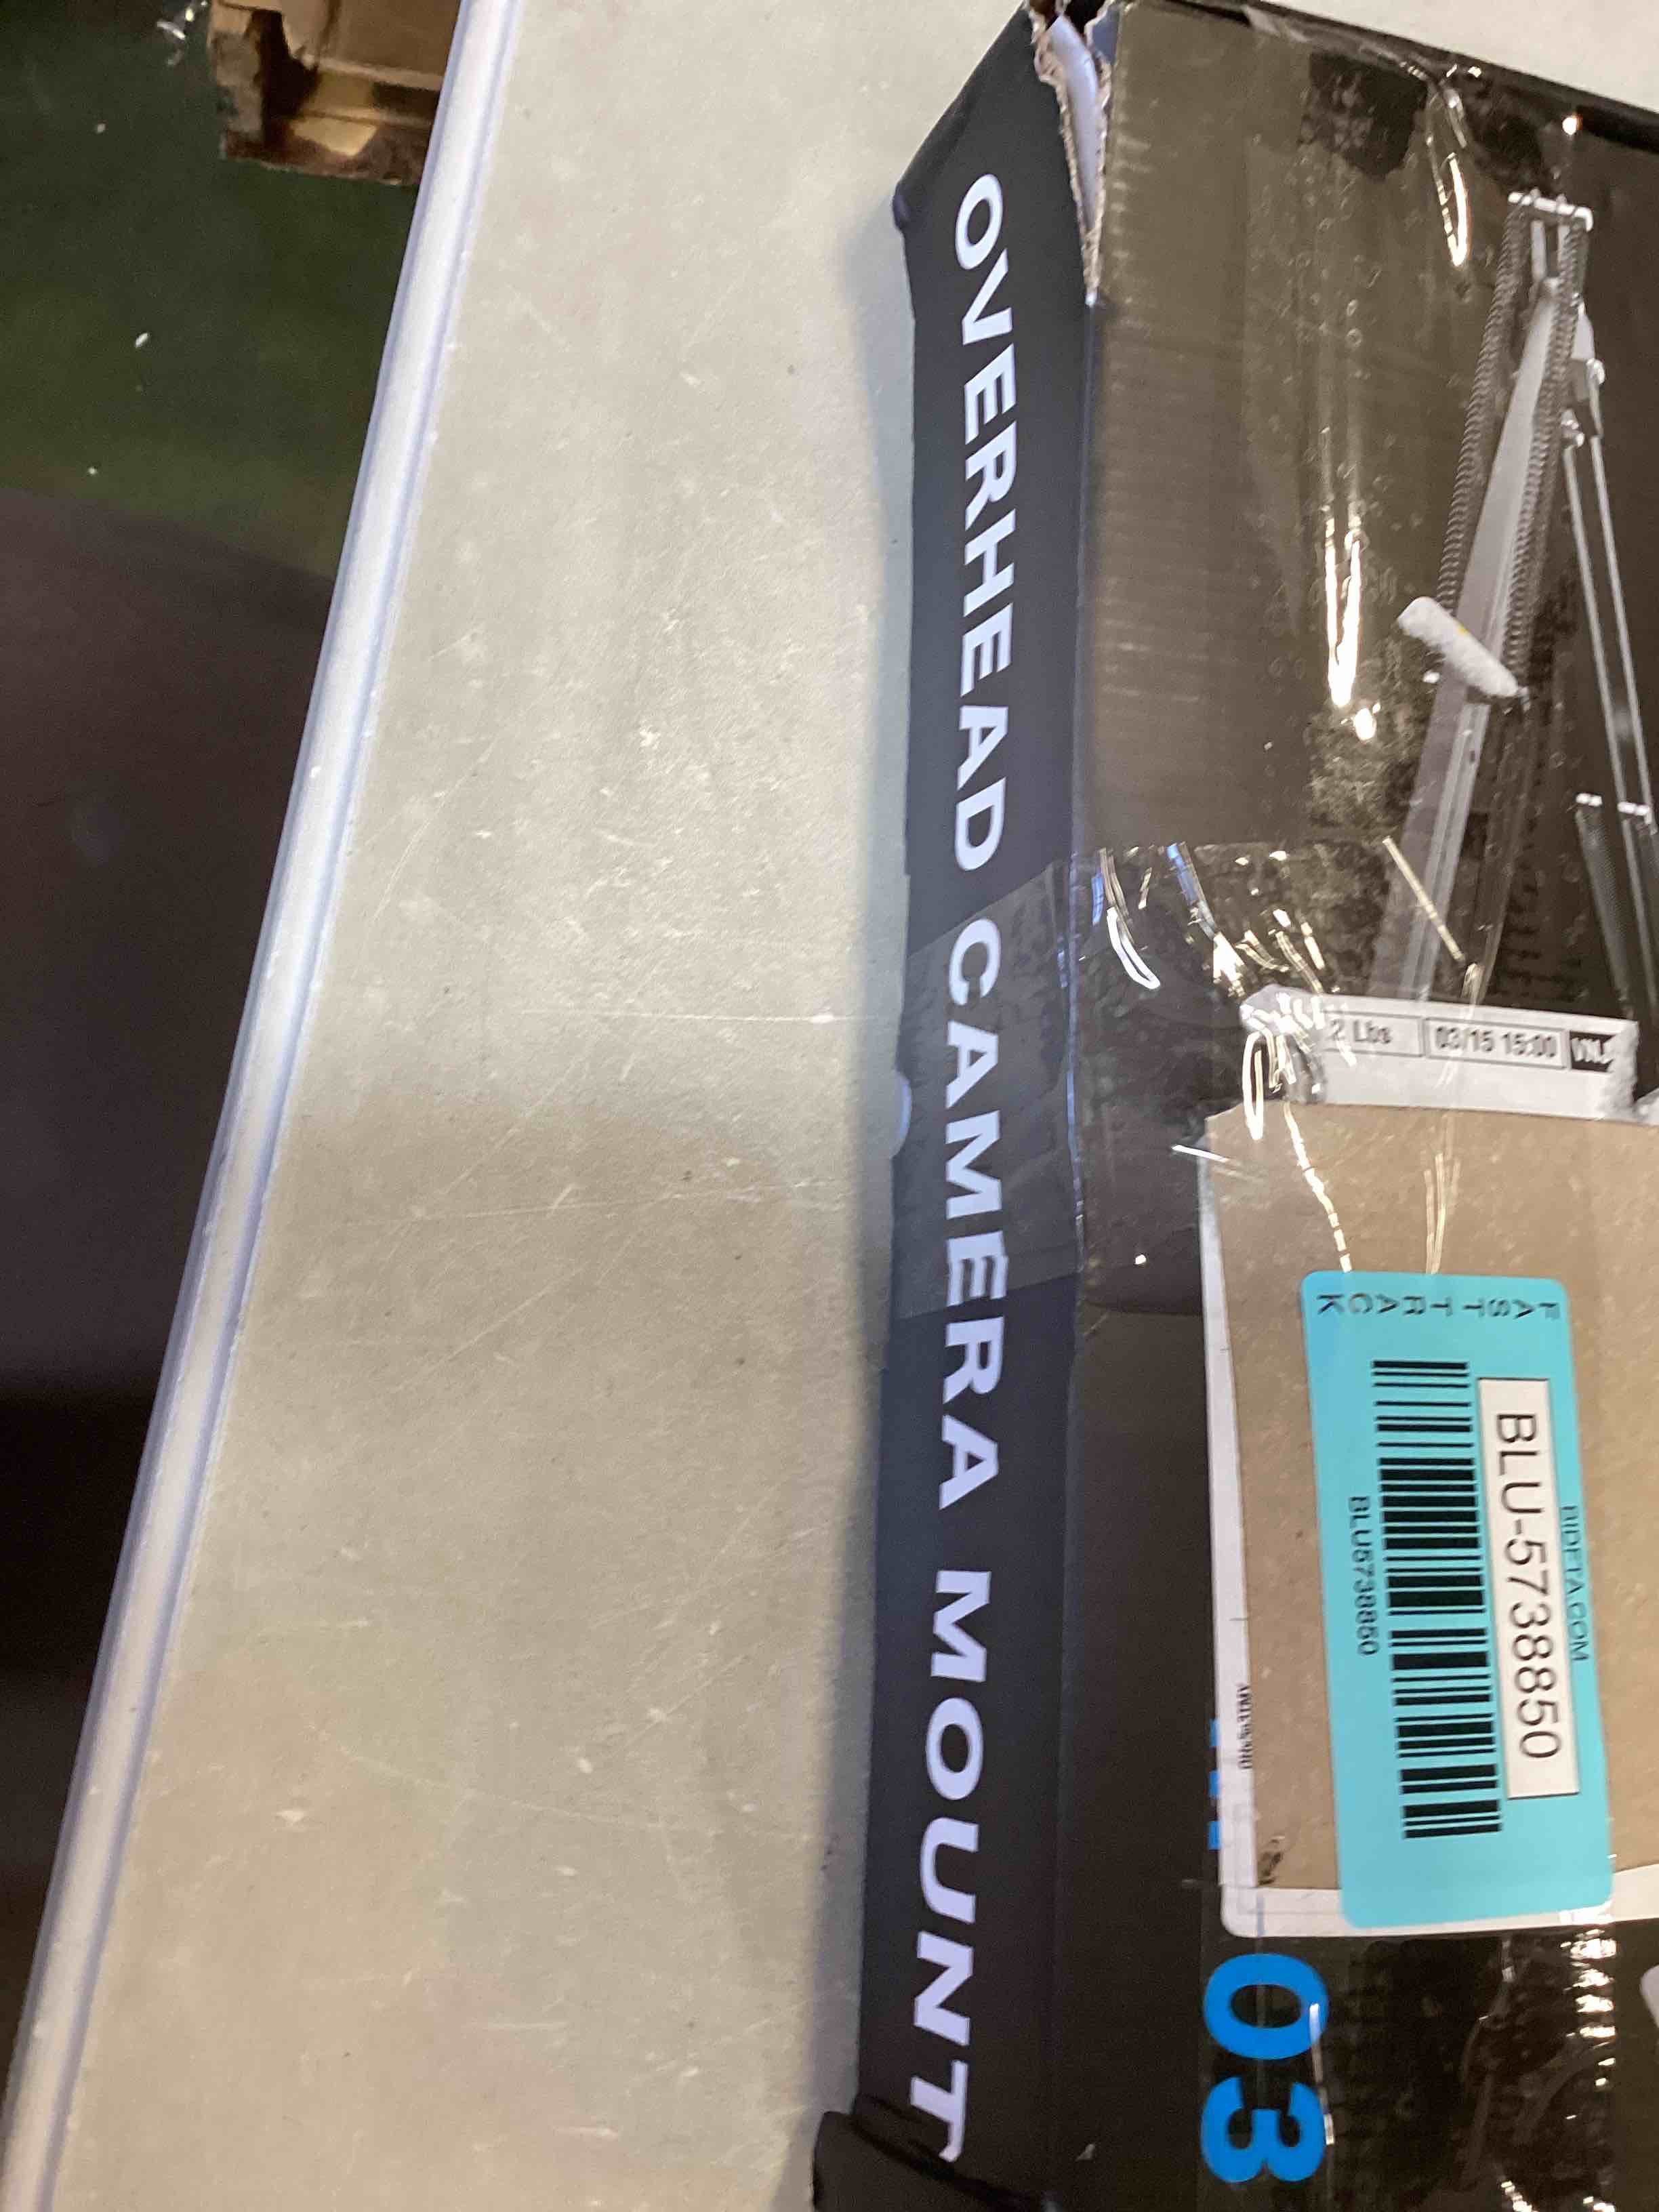 OVERHEAD CAMERA MOUNT
2 Lbs
03/15 15:00
FAST TRACK
BLU-5738850
BLU5738850
03